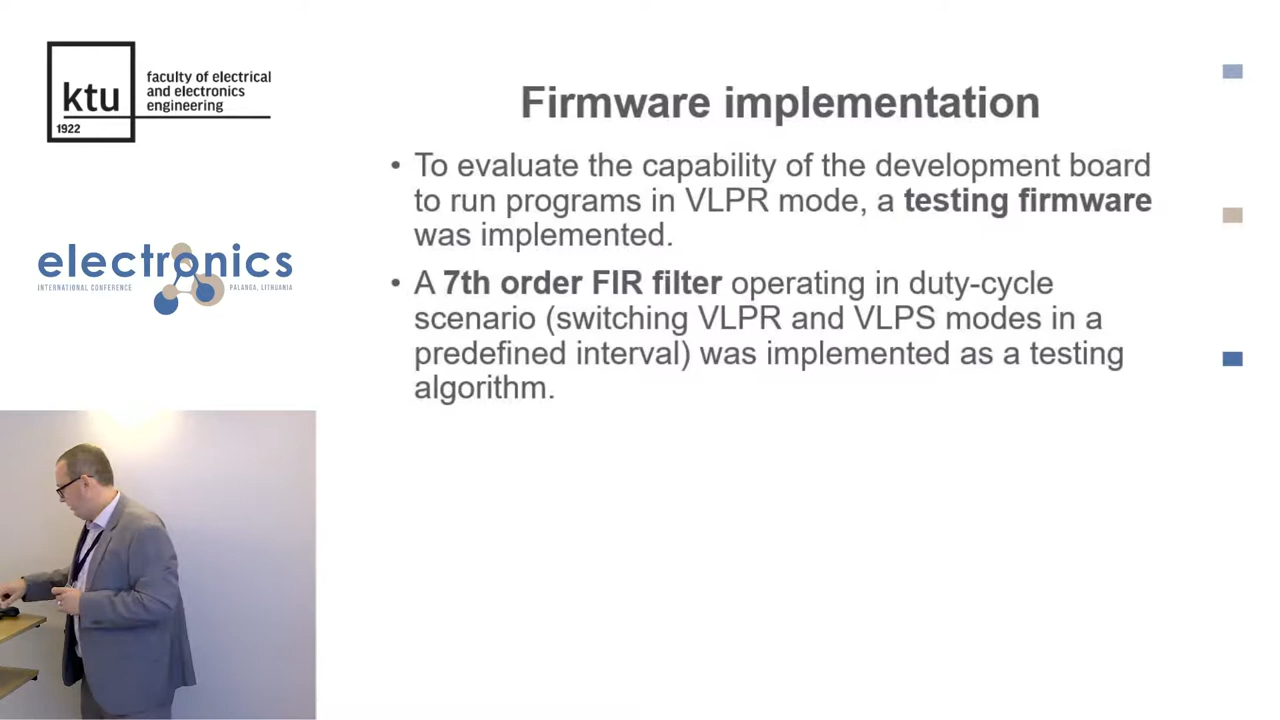 ktu
1922
faculty of electrical
and electronics
engineering
electronics
INTERNATIONAL CONFERENCE
PALANGA, LITHUANIA
Firmware implementation
• To evaluate the capability of the development board
to run programs in VLPR mode, a testing firmware
was implemented.
• A 7th order FIR filter operating in duty-cycle
scenario (switching VLPR and VLPS modes in a
predefined interval) was implemented as a testing
algorithm.